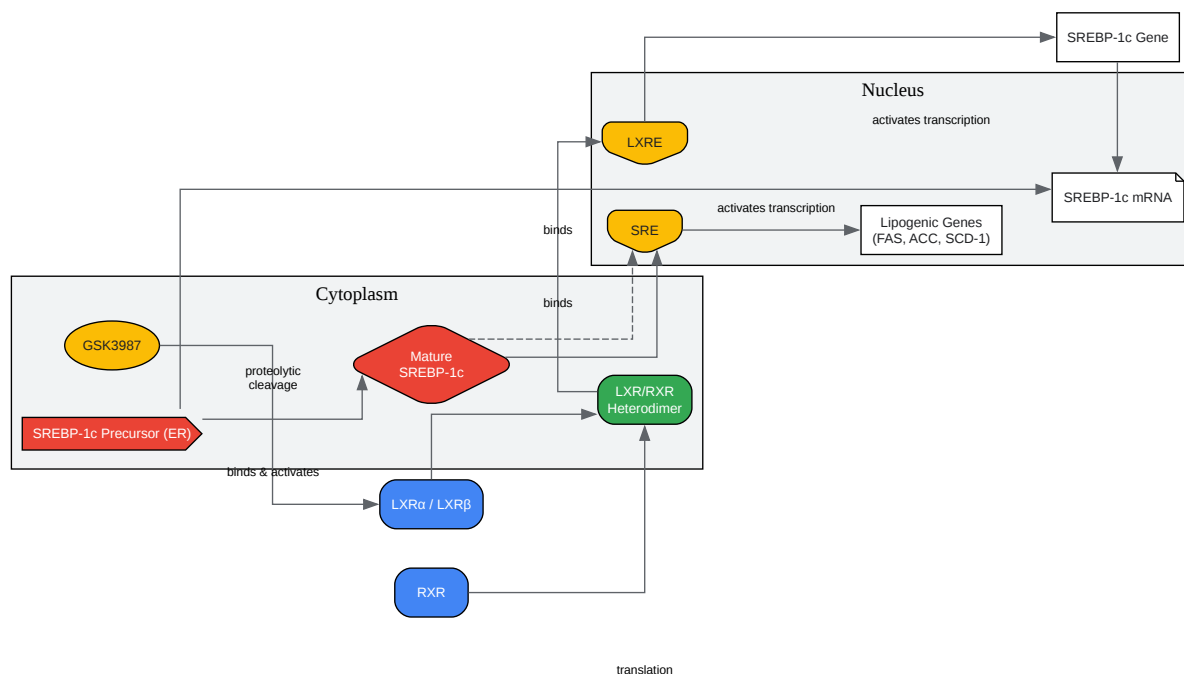 SREBP-1c Gene
Nucleus
activates transcription
LXRE
SREBP-1c mRNA
activates transcription
SRE
Lipogenic Genes
(FAS, ACC, SCD-1)
binds
Cytoplasm
binds
GSK3987
Mature
SREBP-1c
proteolytic
cleavage
LXR/RXR
Heterodimer
SREBP-1c Precursor (ER)
binds & activates
LXRα / LXRβ
RXR
translation